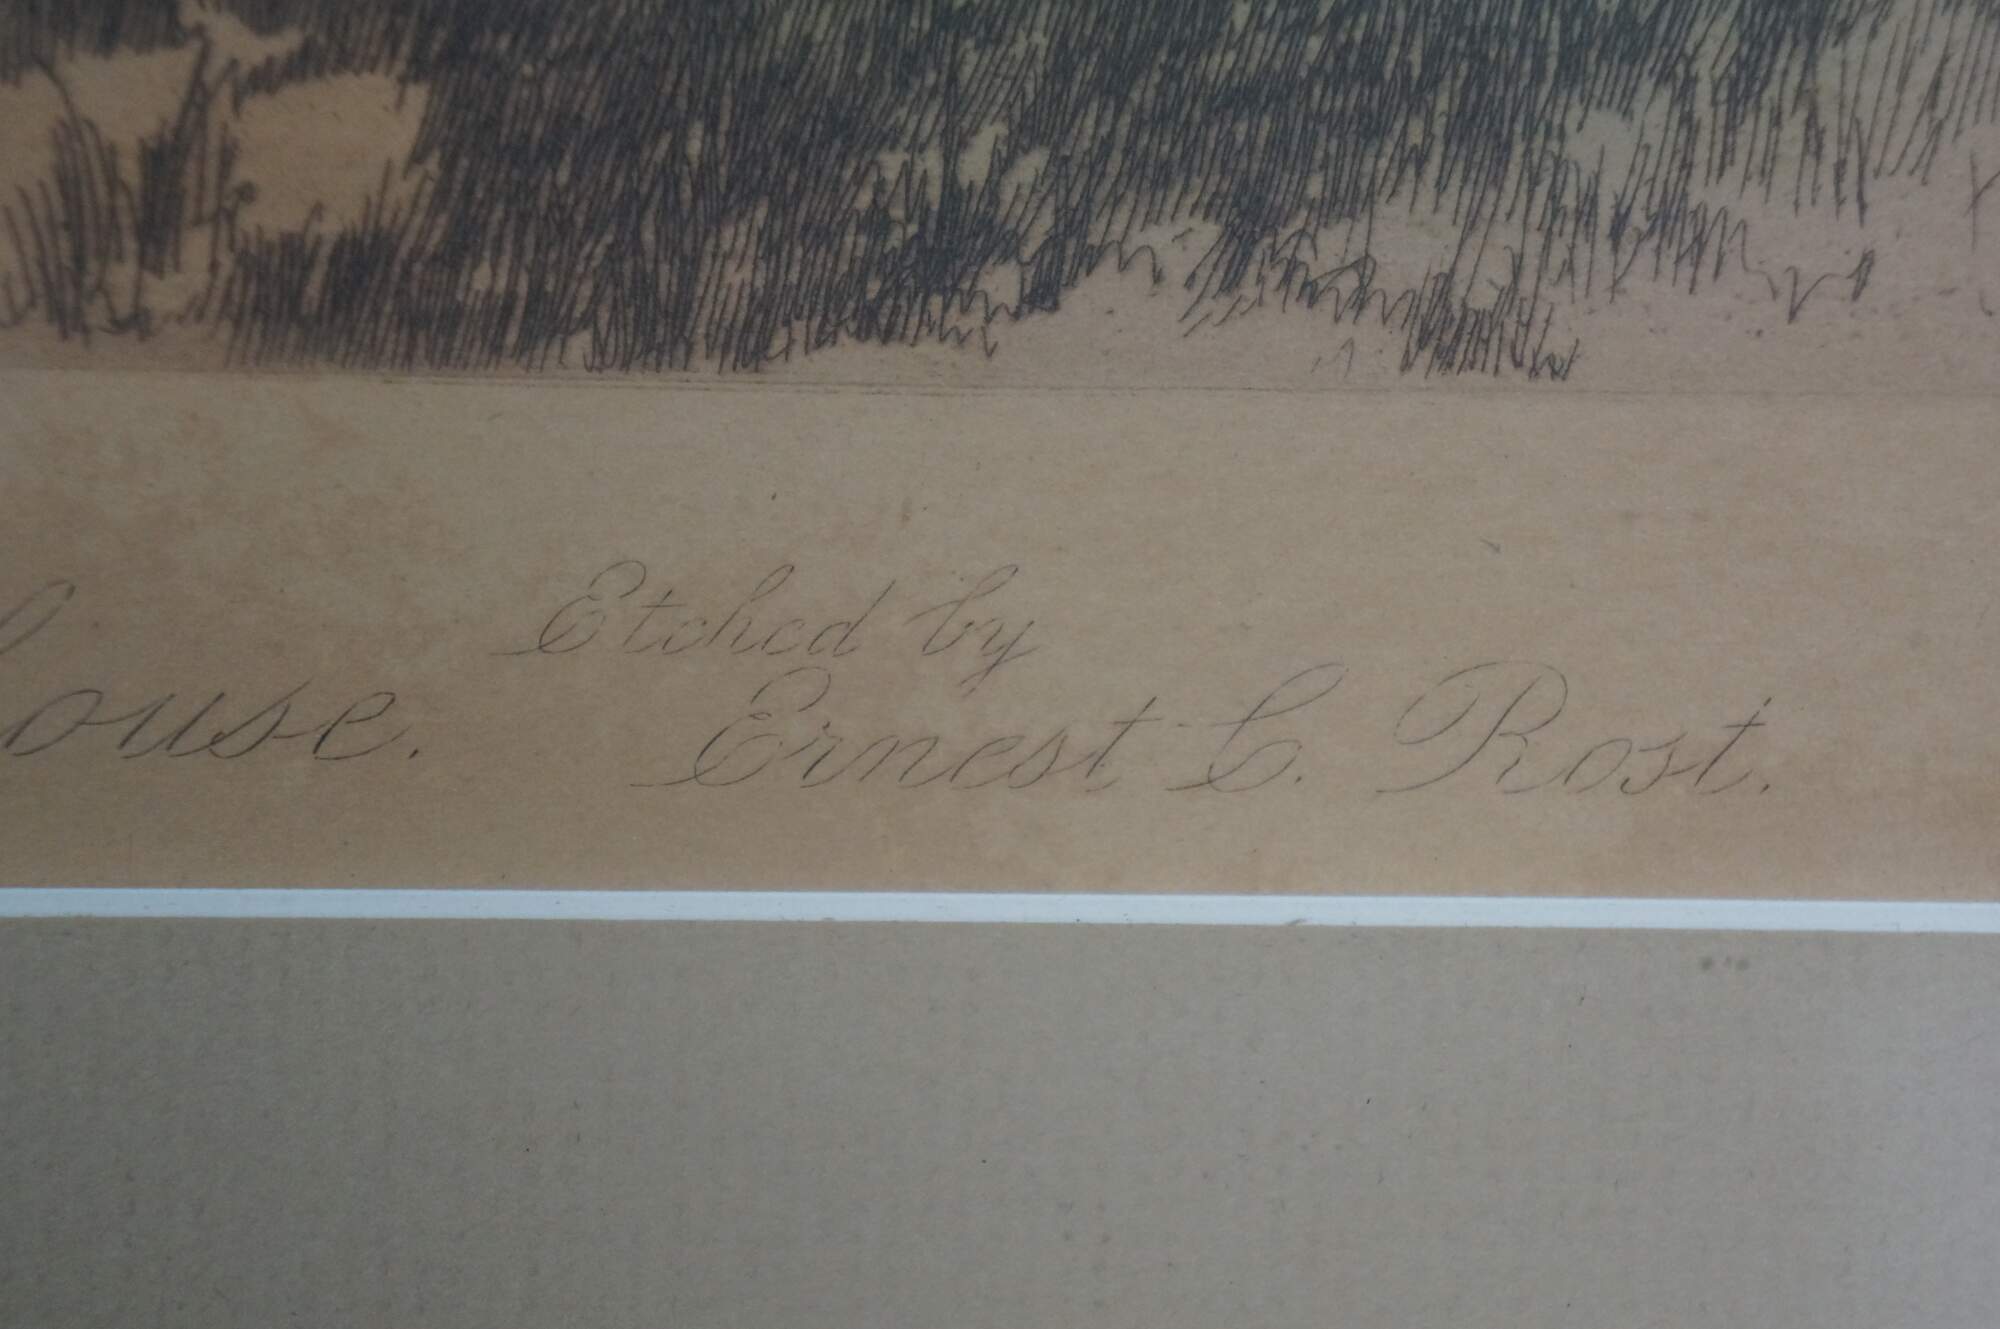 Etched by
ouse. Ernest C. Rost.